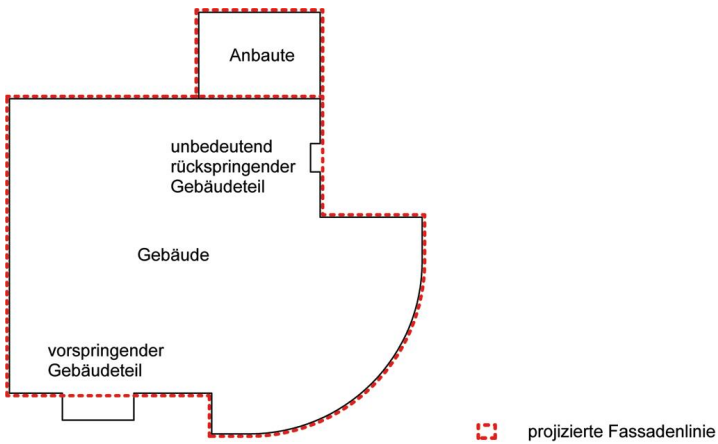 Anbaute
unbedeutend
rückspringender
Gebäudeteil
Gebäude
vorspringender
Gebäudeteil
projizierte Fassadenlinie